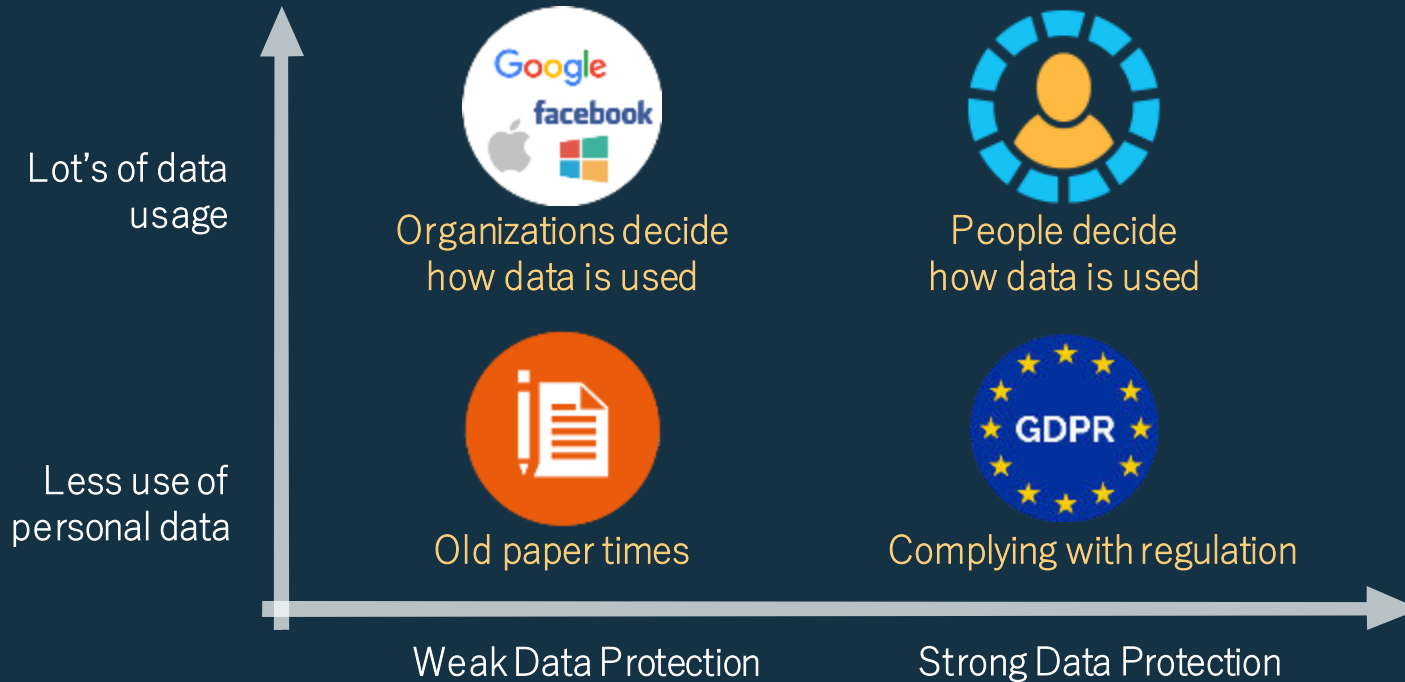 Google
facebook
Lot's of data
usage
Organizations decide
how data is used
People decide
how data is used
GDPR
Less use of
personal data
Old paper times
Complying with regulation
Weak Data Protection
Strong Data Protection